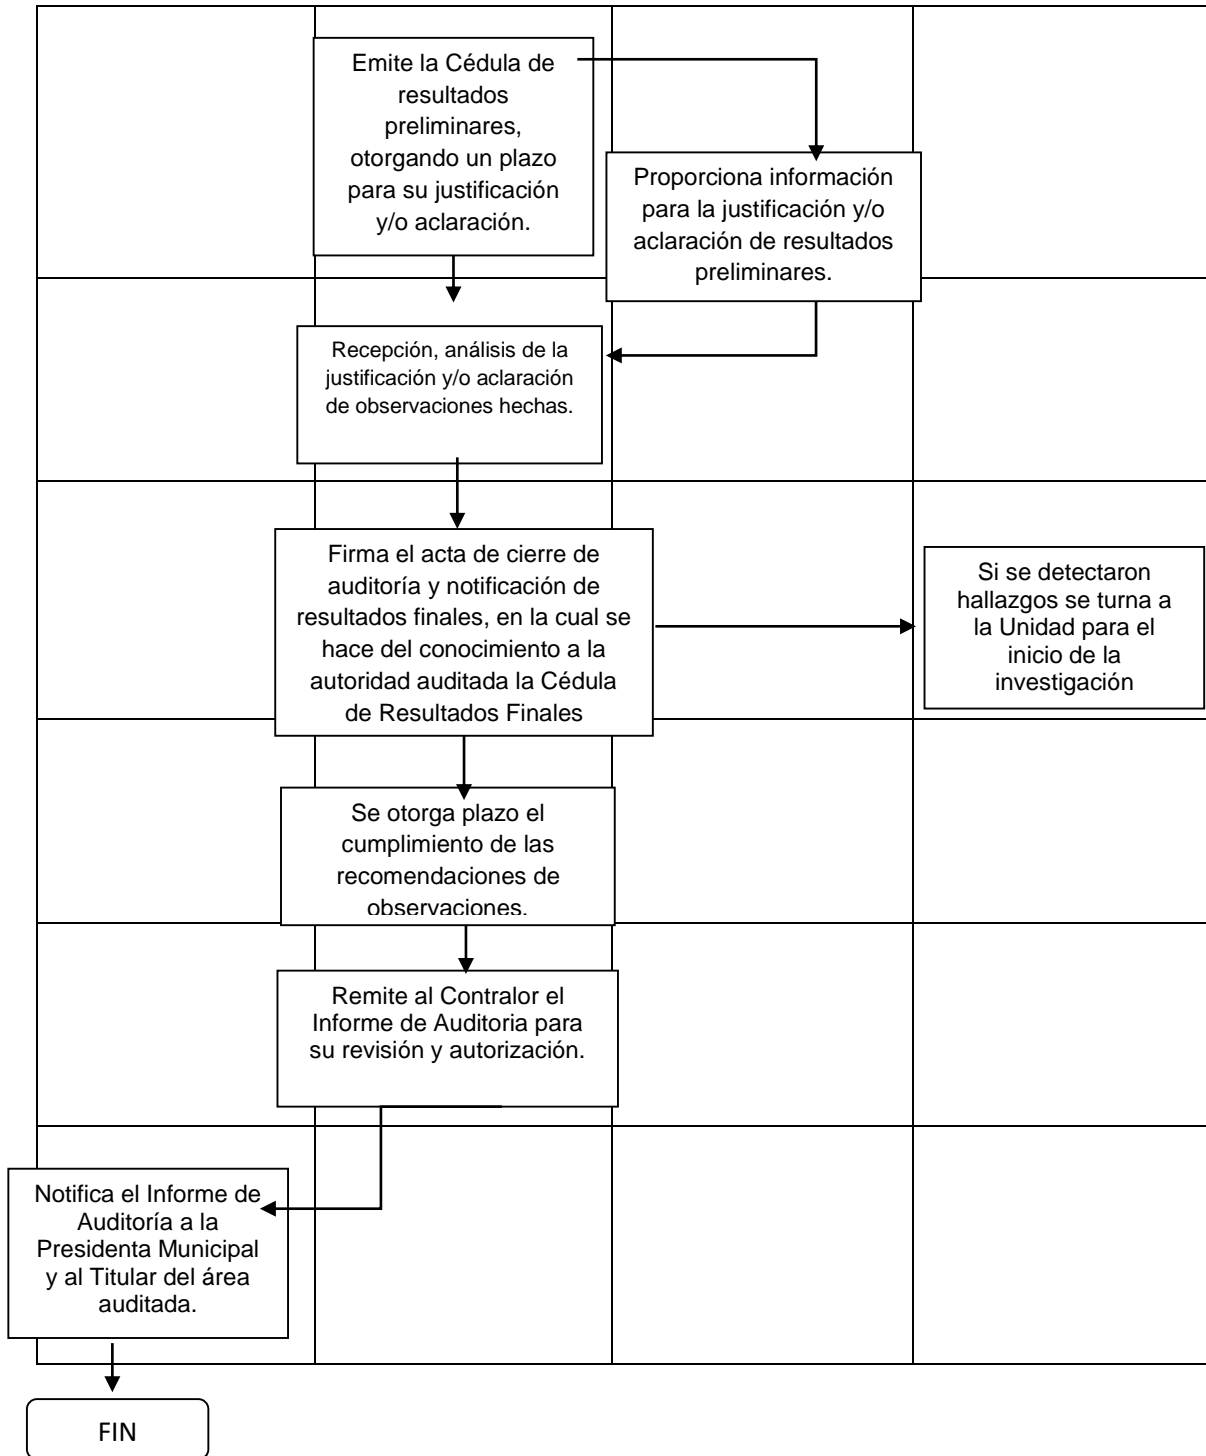 Emite la Cédula de
resultados
preliminares,
otorgando un plazo
para su justificación
y/o aclaración.
Proporciona información
para la justificación y/o
aclaración de resultados
preliminares.
Recepción, análisis de la
justificación y/o aclaración
de observaciones hechas.
Firma el acta de cierre de
auditoría y notificación de
resultados finales, en la cual se
hace del conocimiento a la
autoridad auditada la Cédula
de Resultados Finales
Si se detectaron
hallazgos se turna a
la Unidad para el
inicio de la
investigación
Se otorga plazo el
cumplimiento de las
recomendaciones de
observaciones.
Remite al Contralor el
Informe de Auditoria para
su revisión y autorización.
Notifica el Informe de
Auditoría a la
Presidenta Municipal
y al Titular del área
auditada.
FIN